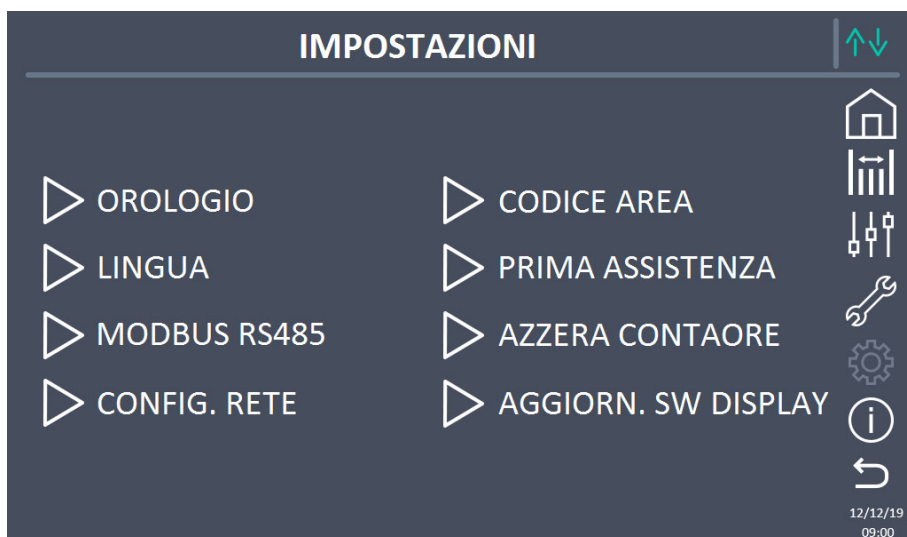 IMPOSTAZIONI
OROLOGIO
LINGUA
MODBUS RS485
CONFIG. RETE
CODICE AREA
PRIMA ASSISTENZA
AZZERA CONTAORE
AGGIORN. SW DISPLAY
i
12/12/19
09:00